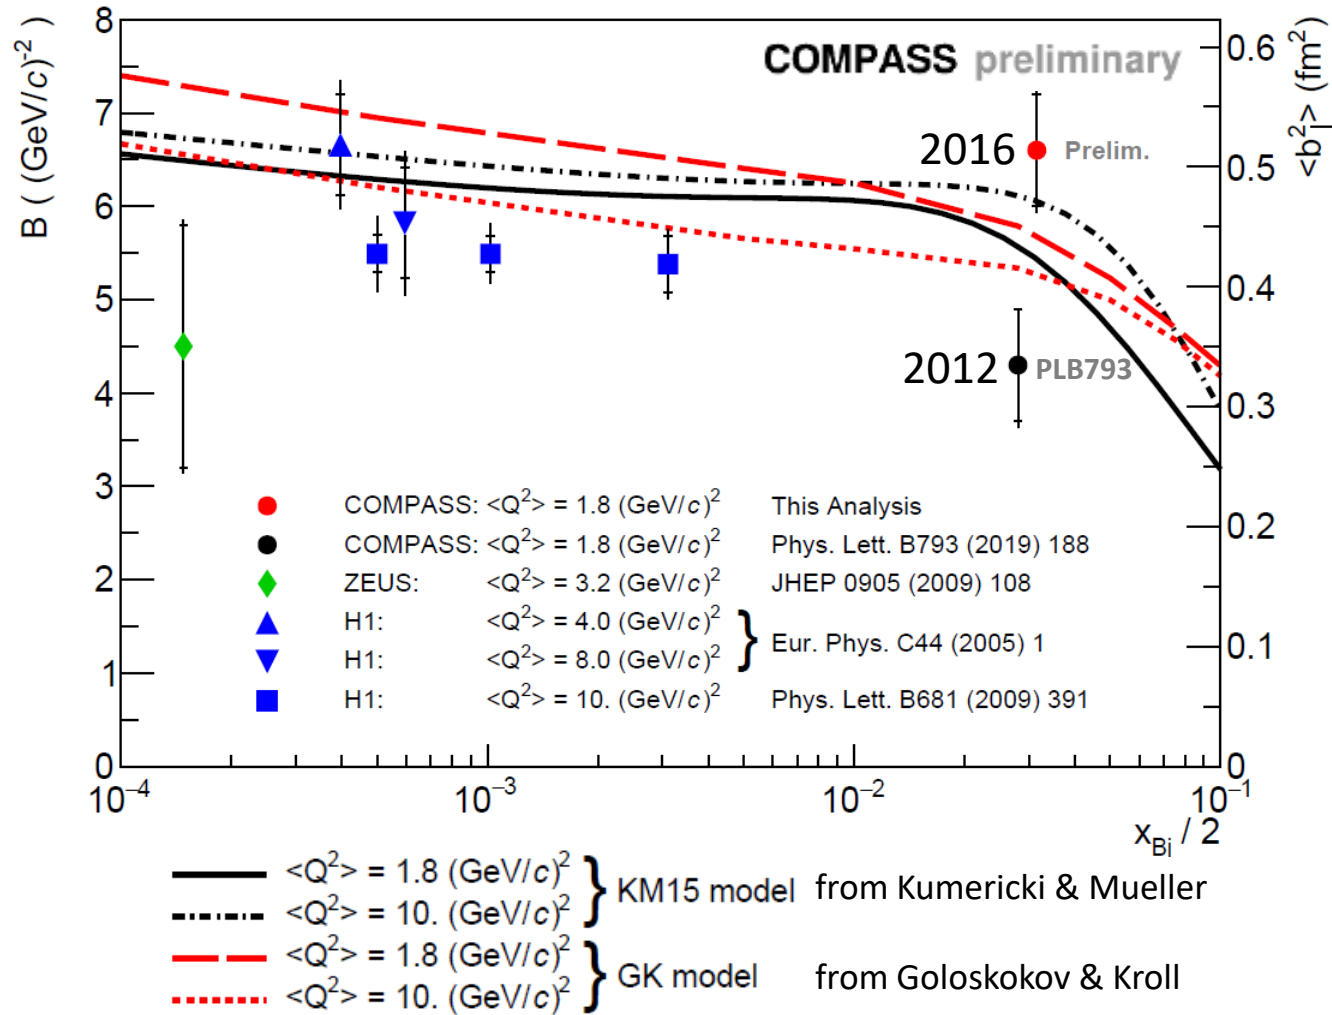 COMPASS preliminary
B ( (GeV/c)⁻² )
<b²⊥> (fm²)
8
7
6
5
4
3
2
1
0
0.6
0.5
0.4
0.3
0.2
0.1
0
2016 Prelim.
2012 PLB793
COMPASS: <Q²> = 1.8 (GeV/c)² This Analysis
COMPASS: <Q²> = 1.8 (GeV/c)² Phys. Lett. B793 (2019) 188
ZEUS: <Q²> = 3.2 (GeV/c)² JHEP 0905 (2009) 108
H1: <Q²> = 4.0 (GeV/c)²
} Eur. Phys. C44 (2005) 1
H1: <Q²> = 8.0 (GeV/c)²
H1: <Q²> = 10. (GeV/c)² Phys. Lett. B681 (2009) 391
10⁻⁴ 10⁻³ 10⁻² 10⁻¹
x_Bj / 2
<Q²> = 1.8 (GeV/c)²
} KM15 model from Kumericki & Mueller
<Q²> = 10. (GeV/c)²
<Q²> = 1.8 (GeV/c)²
} GK model from Goloskokov & Kroll
<Q²> = 10. (GeV/c)²